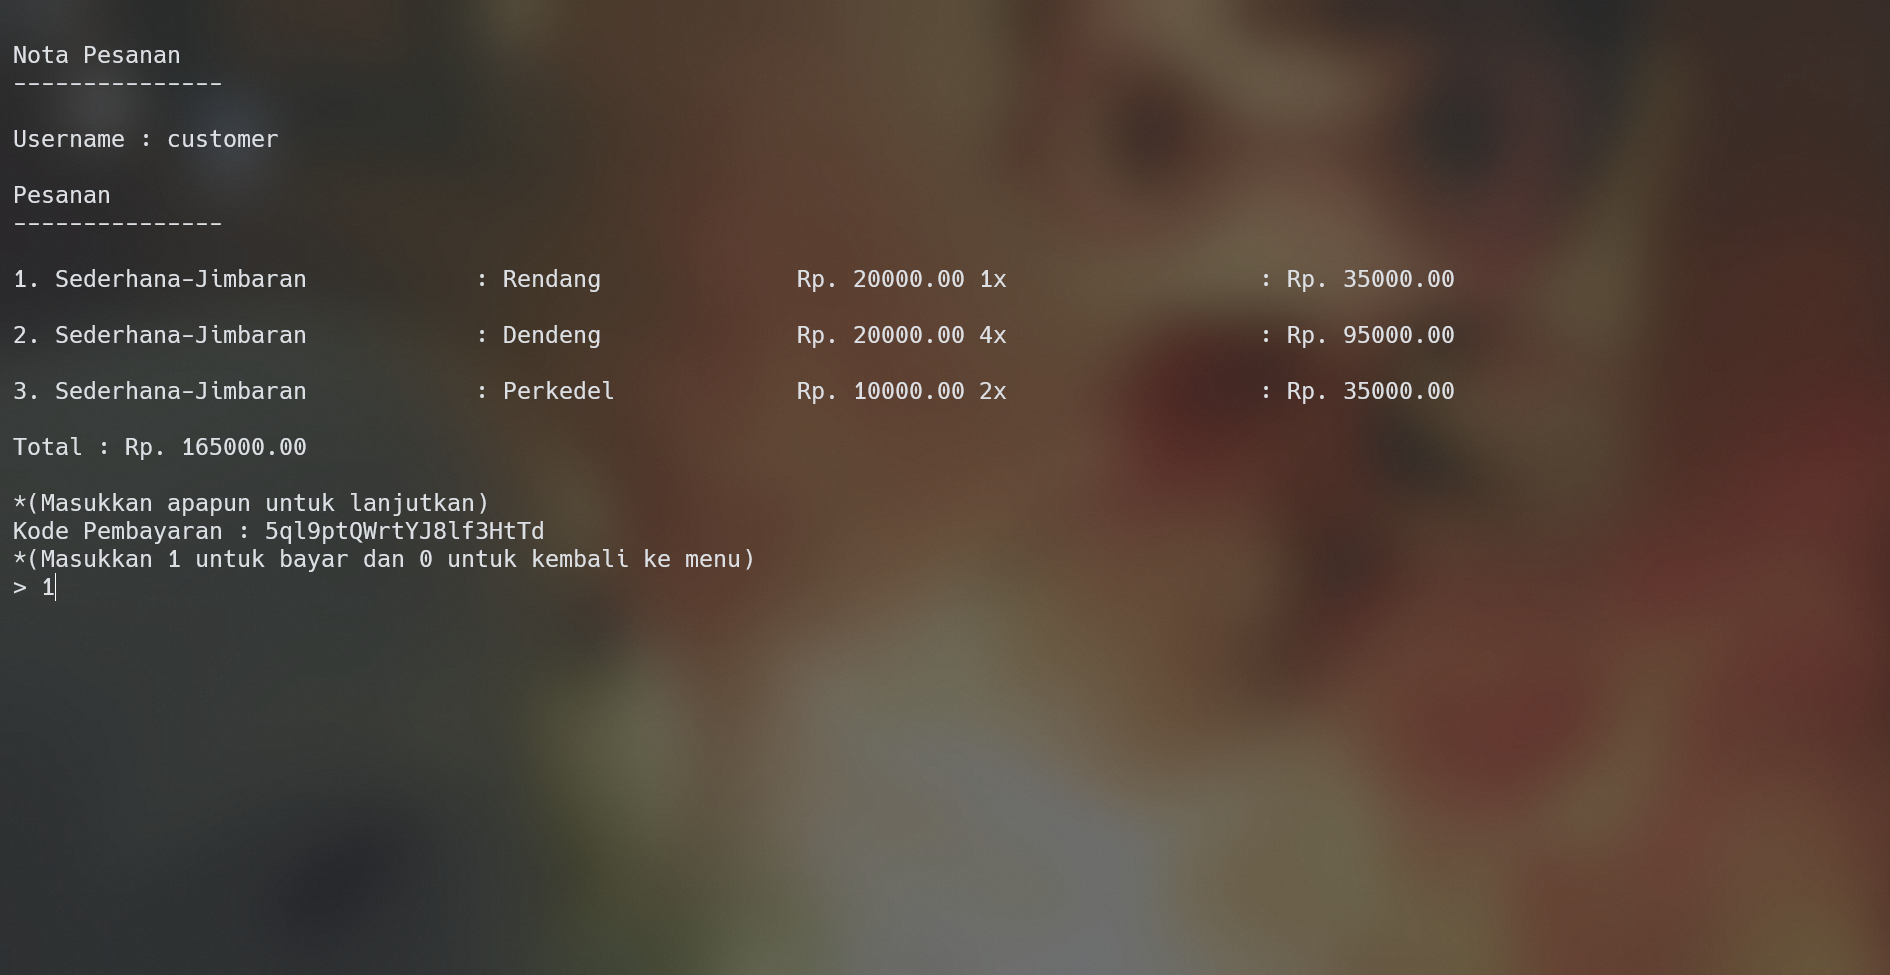 Nota Pesanan
---------------
Username : customer
Pesanan
---------------
1. Sederhana-Jimbaran : Rendang Rp. 20000.00 1x : Rp. 35000.00
2. Sederhana-Jimbaran : Dendeng Rp. 20000.00 4x : Rp. 95000.00
3. Sederhana-Jimbaran : Perkedel Rp. 10000.00 2x : Rp. 35000.00
Total : Rp. 165000.00
*(Masukkan apapun untuk lanjutkan)
Kode Pembayaran : 5ql9ptQWrtYJ8lf3HtTd
*(Masukkan 1 untuk bayar dan 0 untuk kembali ke menu)
> 1